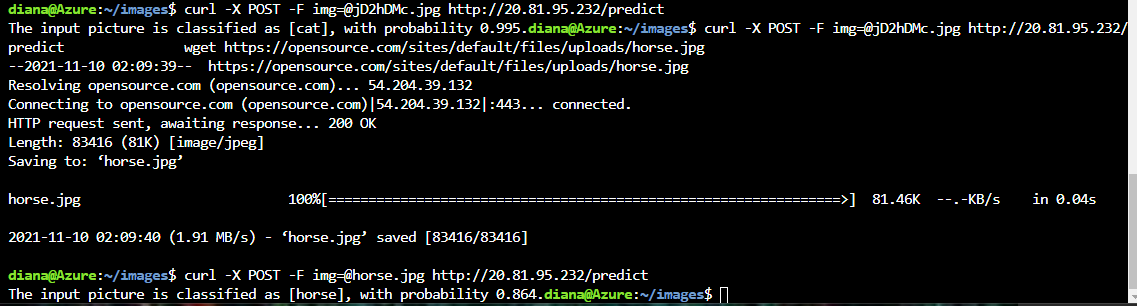 diana@Azure:~/images$ curl -X POST -F img=@jD2hDMc.jpg http://20.81.95.232/predict
The input picture is classified as [cat], with probability 0.995.diana@Azure:~/images$ curl -X POST -F img=@jD2hDMc.jpg http://20.81.95.232/
predict wget https://opensource.com/sites/default/files/uploads/horse.jpg
--2021-11-10 02:09:39-- https://opensource.com/sites/default/files/uploads/horse.jpg
Resolving opensource.com (opensource.com)... 54.204.39.132
Connecting to opensource.com (opensource.com)|54.204.39.132|:443... connected.
HTTP request sent, awaiting response... 200 OK
Length: 83416 (81K) [image/jpeg]
Saving to: ‘horse.jpg’
horse.jpg 100%[================================================================>] 81.46K --.-KB/s in 0.04s
2021-11-10 02:09:40 (1.91 MB/s) - ‘horse.jpg’ saved [83416/83416]
diana@Azure:~/images$ curl -X POST -F img=@horse.jpg http://20.81.95.232/predict
The input picture is classified as [horse], with probability 0.864.diana@Azure:~/images$